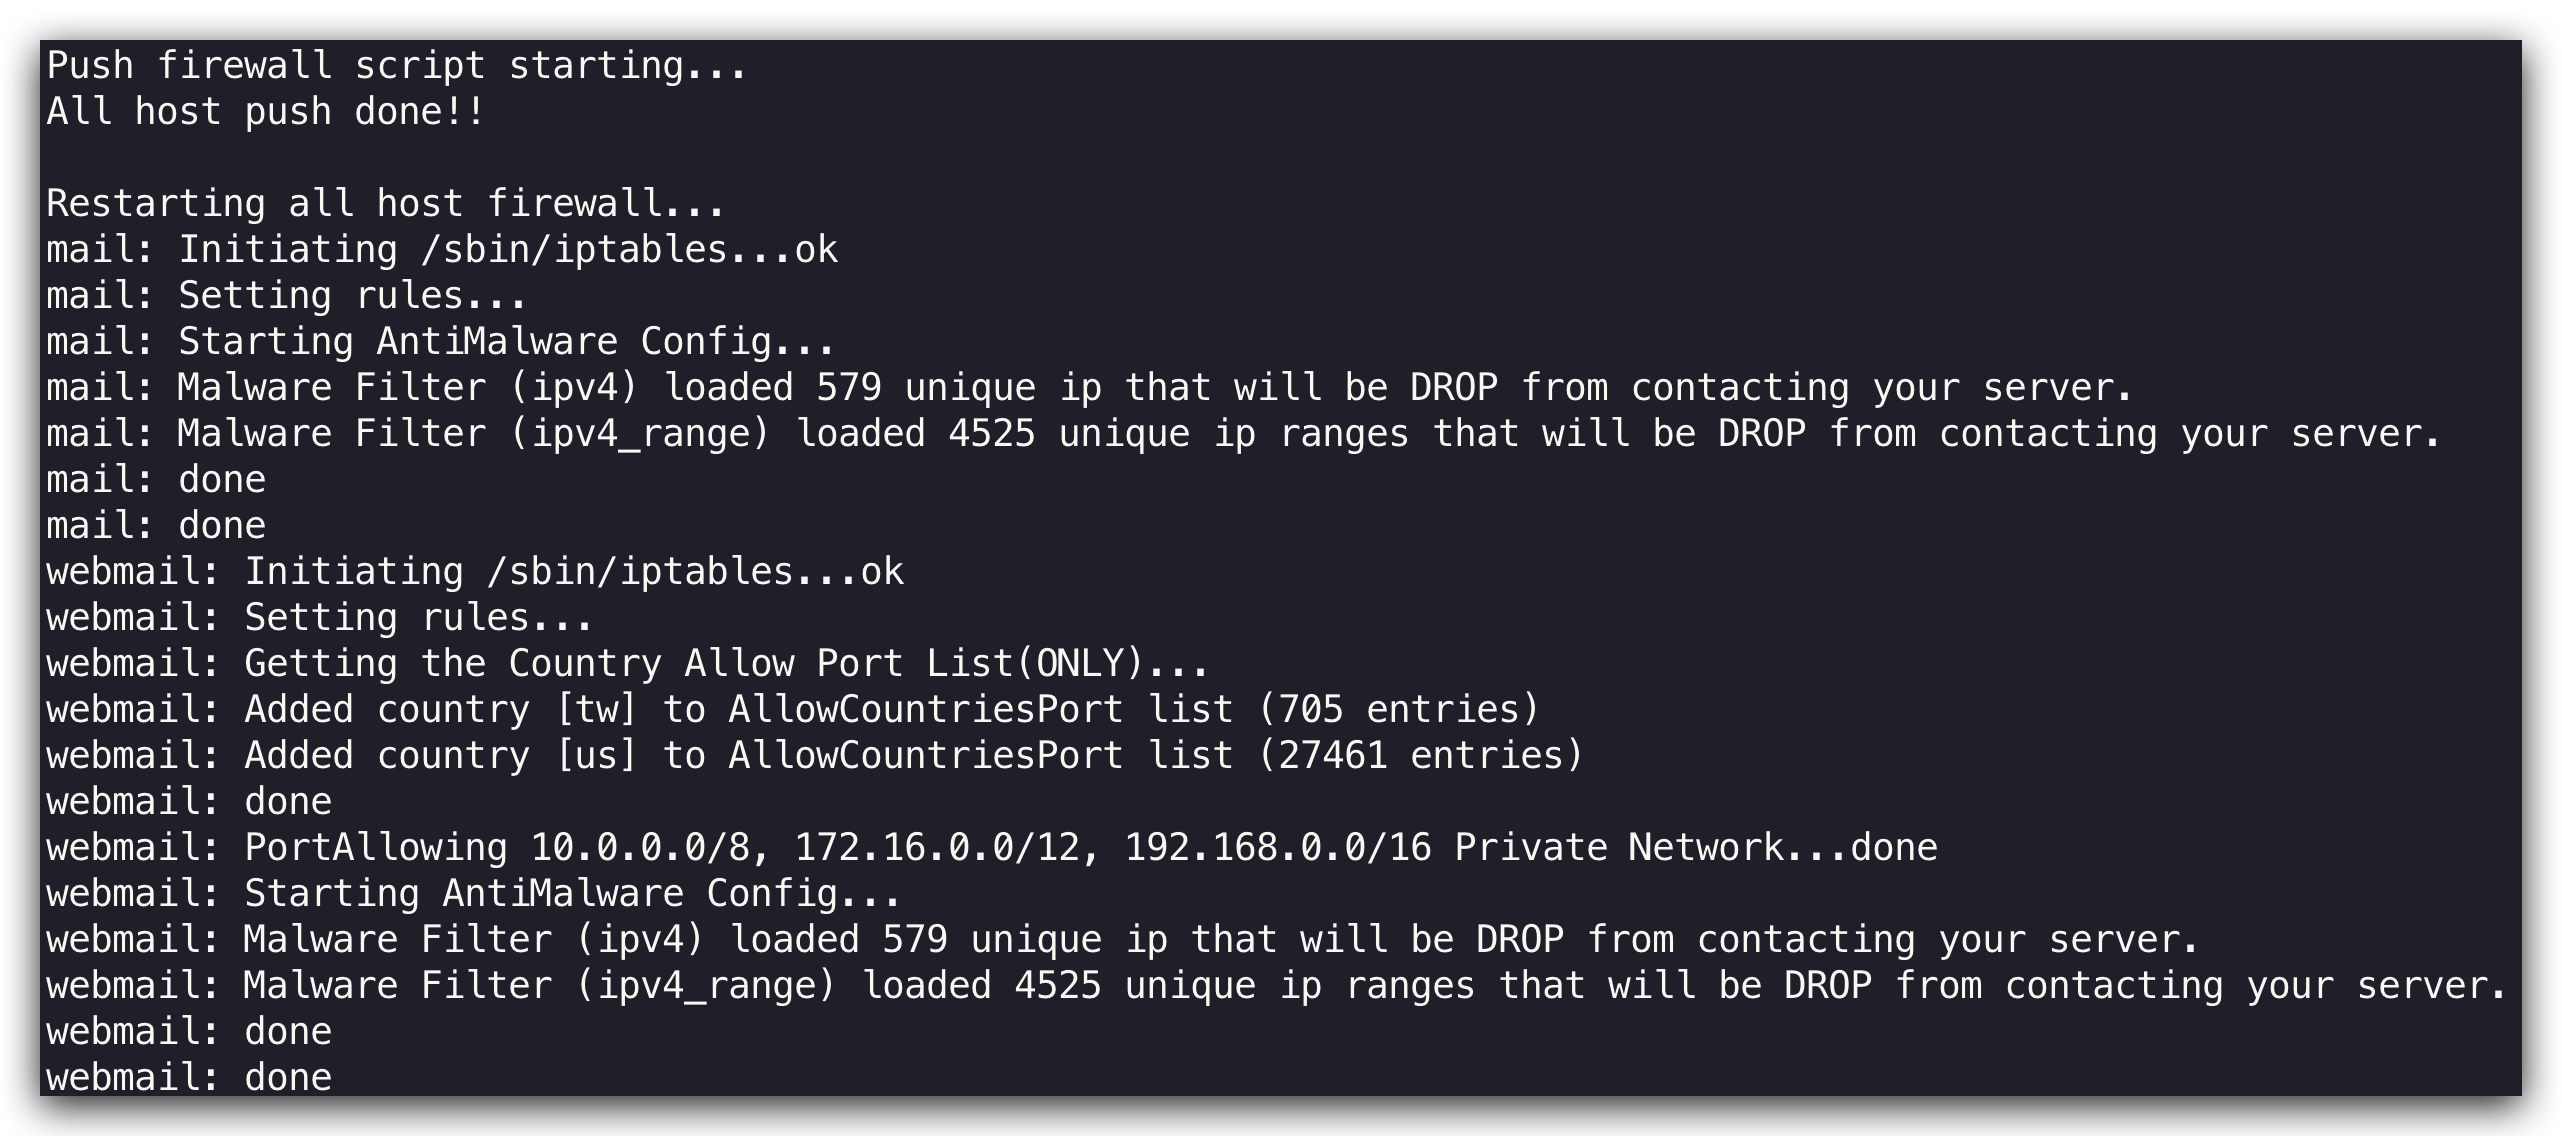 Push firewall script starting...
All host push done!!

Restarting all host firewall...
mail: Initiating /sbin/iptables...ok
mail: Setting rules...
mail: Starting AntiMalware Config...
mail: Malware Filter (ipv4) loaded 579 unique ip that will be DROP from contacting your server.
mail: Malware Filter (ipv4_range) loaded 4525 unique ip ranges that will be DROP from contacting your server.
mail: done
mail: done
webmail: Initiating /sbin/iptables...ok
webmail: Setting rules...
webmail: Getting the Country Allow Port List(ONLY)...
webmail: Added country [tw] to AllowCountriesPort list (705 entries)
webmail: Added country [us] to AllowCountriesPort list (27461 entries)
webmail: done
webmail: PortAllowing 10.0.0.0/8, 172.16.0.0/12, 192.168.0.0/16 Private Network...done
webmail: Starting AntiMalware Config...
webmail: Malware Filter (ipv4) loaded 579 unique ip that will be DROP from contacting your server.
webmail: Malware Filter (ipv4_range) loaded 4525 unique ip ranges that will be DROP from contacting your server.
webmail: done
webmail: done